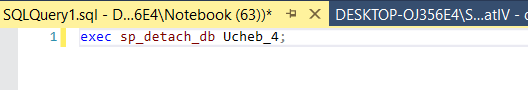 SQLQuery1.sql - D...6E4\Notebook (63))* DESKTOP-OJ356E4\S...atIV - d
1 exec sp_detach_db Ucheb_4;